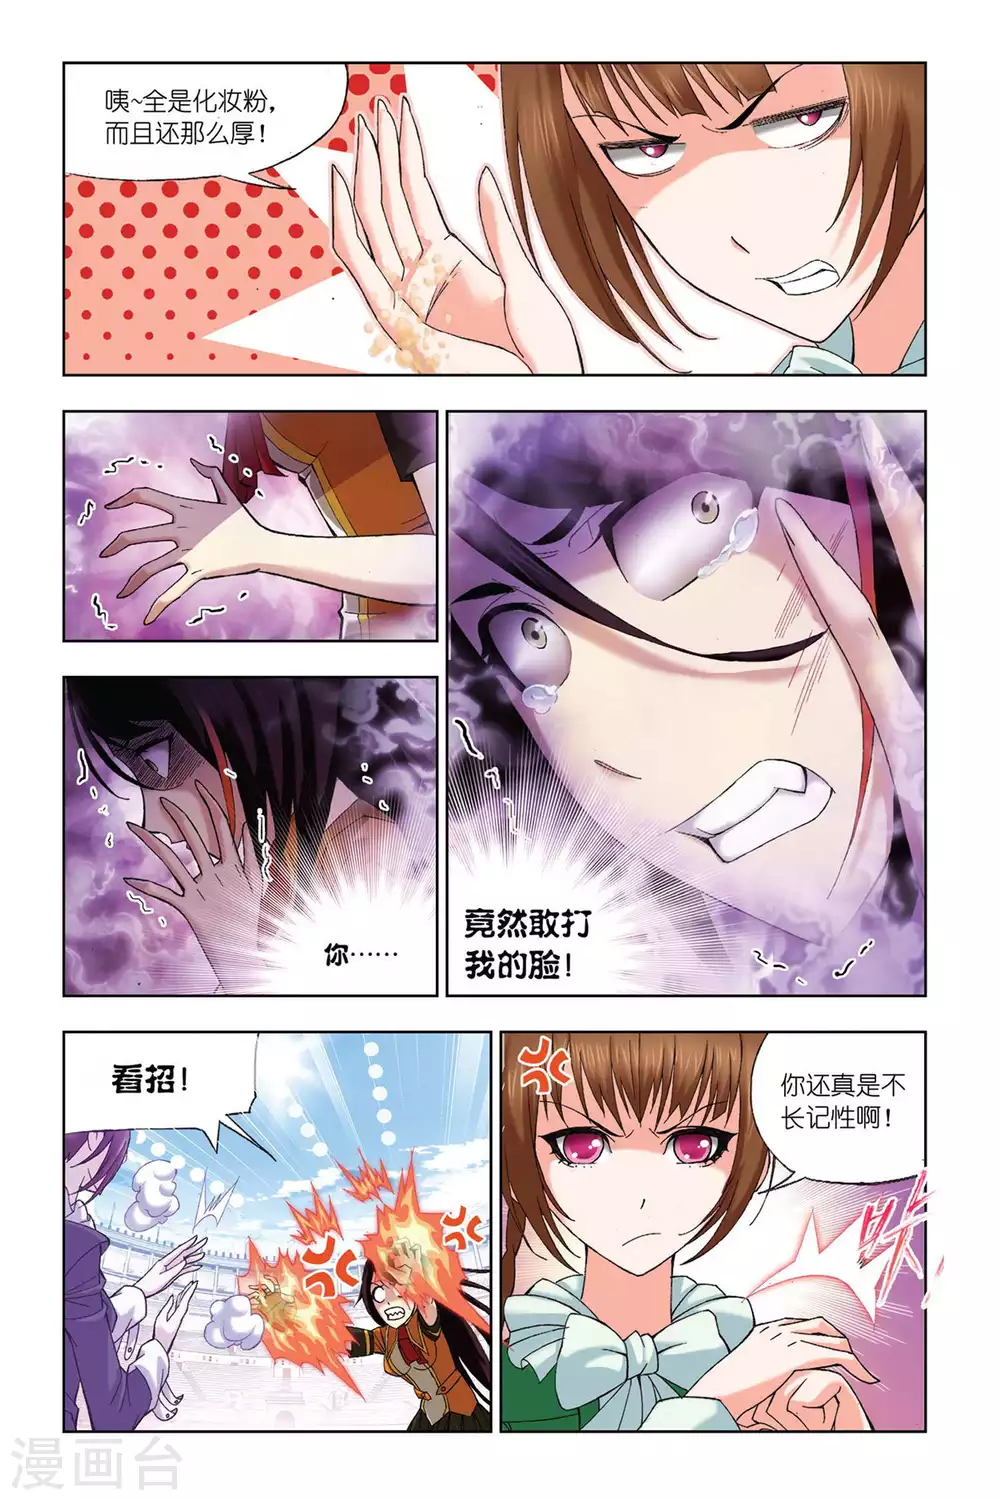 咦~全是化妆粉，
而且还那么厚！
你……
竟然敢打
我的脸！
看招！
你还真是不
长记性啊！
咔
漫画台